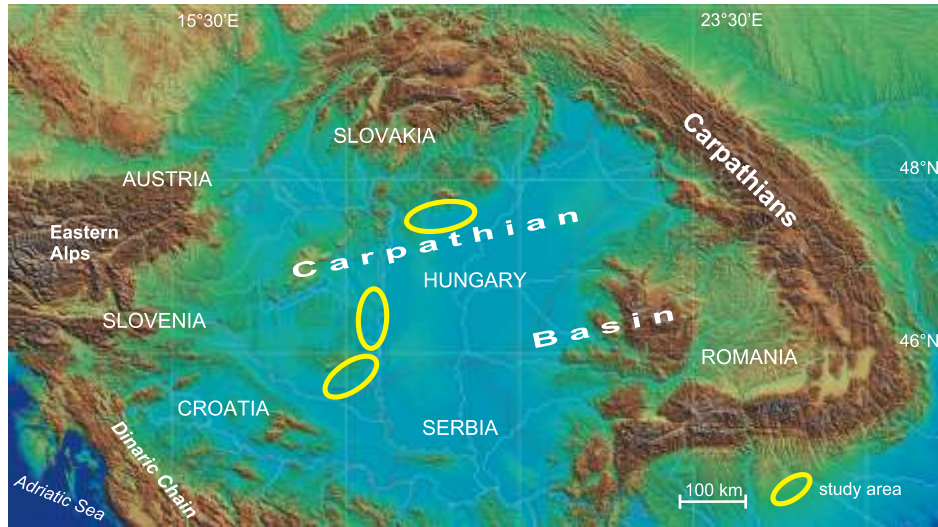 15°30'E
23°30'E
SLOVAKIA
Carpathians
48°N
AUSTRIA
Eastern
Alps
Carpathian
HUNGARY
SLOVENIA
Basin
46°N
ROMANIA
CROATIA
SERBIA
Dinaric Chain
Adriatic Sea
100 km
study area